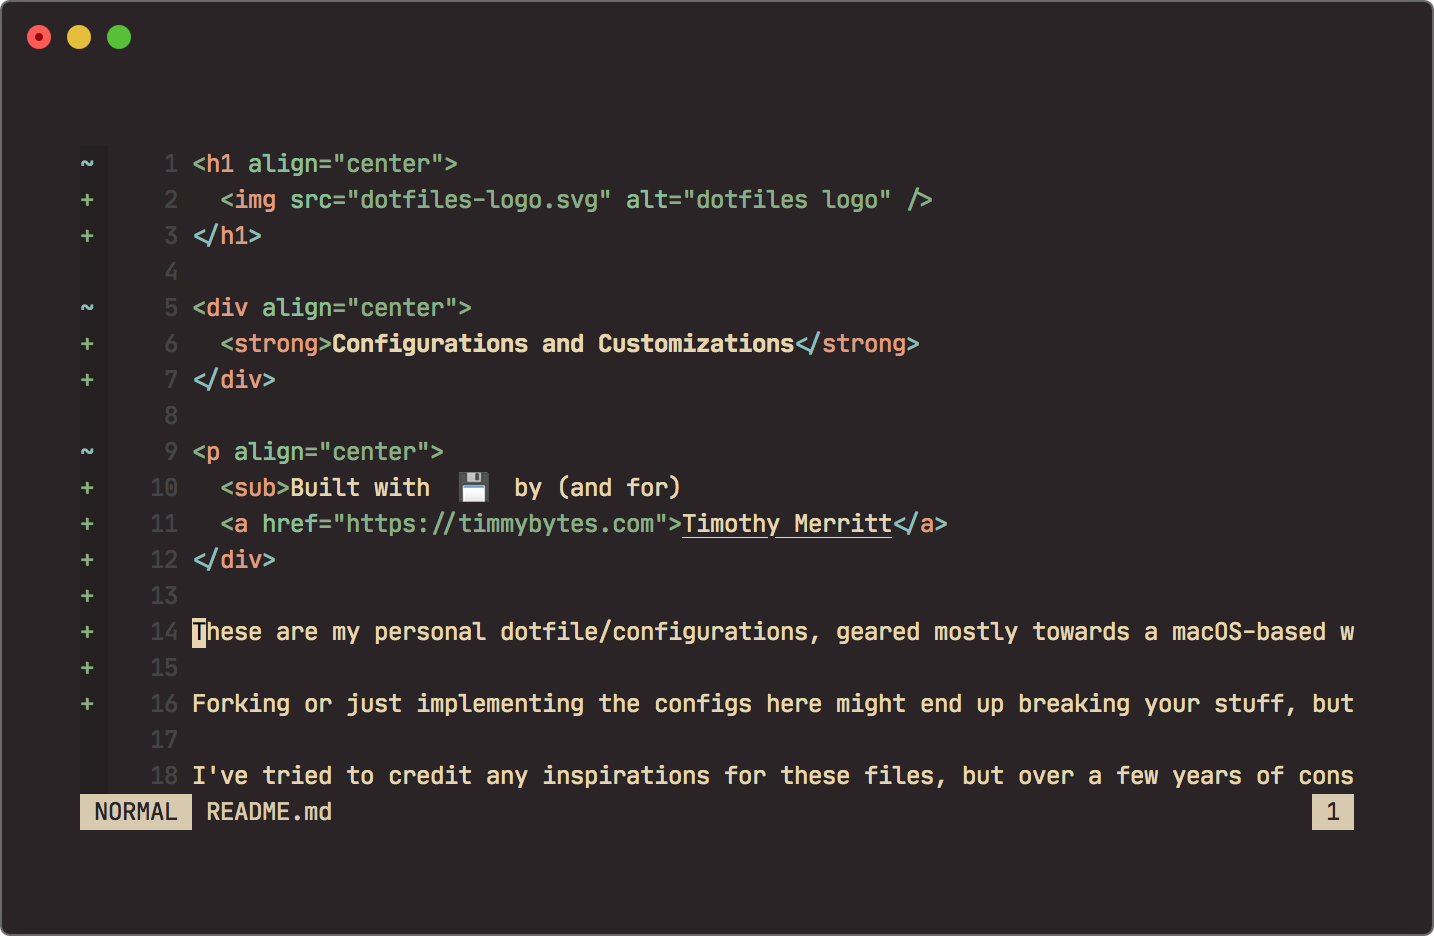 ~ 1 <h1 align="center">
+ 2   <img src="dotfiles-logo.svg" alt="dotfiles logo" />
+ 3 </h1>
4
~ 5 <div align="center">
+ 6   <strong>Configurations and Customizations</strong>
+ 7 </div>
8
~ 9 <p align="center">
+ 10   <sub>Built with 💾 by (and for)
+ 11   <a href="https://timmybytes.com">Timothy Merritt</a>
+ 12 </div>
+ 13
+ 14 These are my personal dotfile/configurations, geared mostly towards a macOS-based w
+ 15
+ 16 Forking or just implementing the configs here might end up breaking your stuff, but
17
18 I've tried to credit any inspirations for these files, but over a few years of cons
NORMAL README.md 1